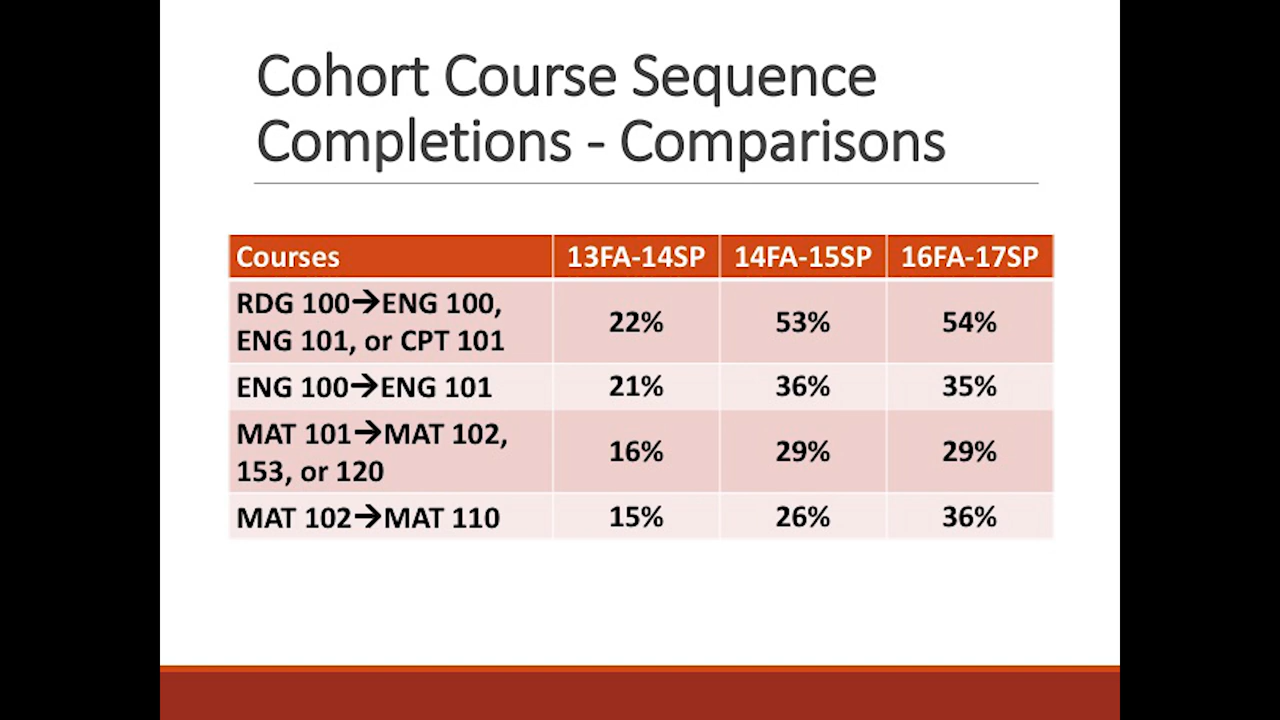 Cohort Course Sequence
Completions - Comparisons
Courses 13FA-14SP 14FA-15SP 16FA-17SP
RDG 100→ENG 100,
ENG 101, or CPT 101 22% 53% 54%
ENG 100→ENG 101 21% 36% 35%
MAT 101→MAT 102,
153, or 120 16% 29% 29%
MAT 102→MAT 110 15% 26% 36%